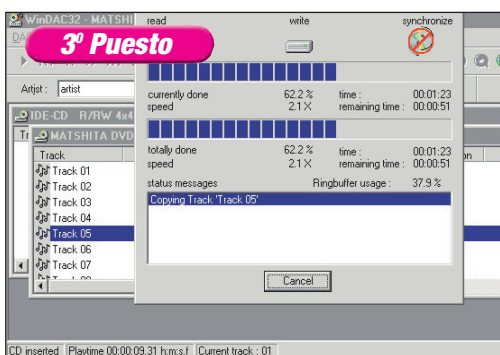 WinDAC32 - MATSHI
read write synchronize
3º Puesto
Artist: artist
currently done 62.2 % time : 00:01:23
speed 2.1 X remaining time : 00:00:51
IDE-CD R/RW 4x4
MATSHITA DVD
totally done 62.2 % time : 00:01:23
speed 2.1 X remaining time : 00:00:51
Track
status messages Ringbuffer usage : 37.9 %
Copying Track 'Track 05'
Track 01
Track 02
Track 03
Track 04
Track 05
Track 06
Track 07
Cancel
CD inserted Playtime 00:00:09.31 h:m:s.f Current track : 01